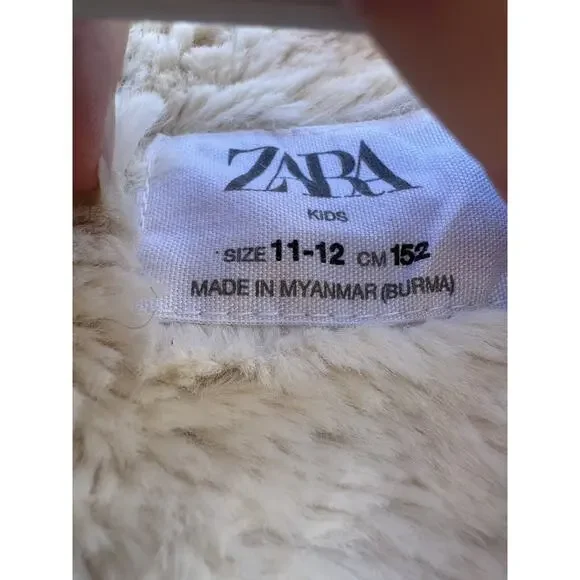 ZARA
KIDS
SIZE 11-12 CM 152
MADE IN MYANMAR (BURMA)